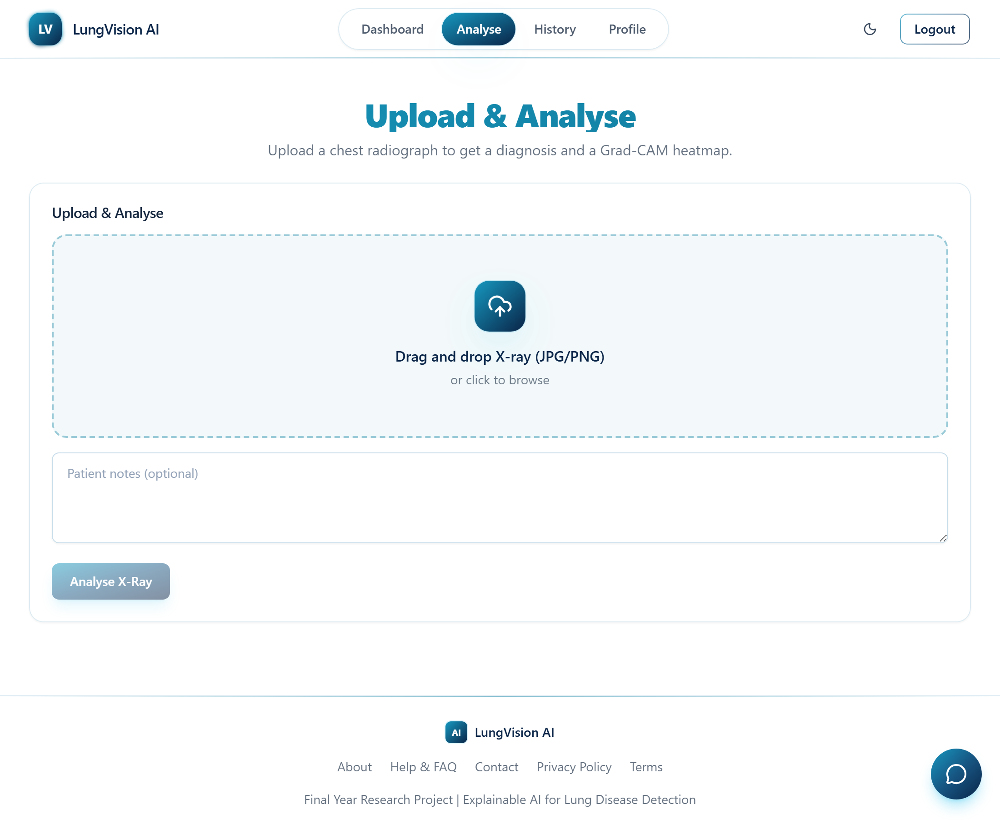 LV LungVision AI Dashboard Analyse History Profile Logout
Upload & Analyse
Upload a chest radiograph to get a diagnosis and a Grad-CAM heatmap.
Upload & Analyse
Drag and drop X-ray (JPG/PNG)
or click to browse
Patient notes (optional)
Analyse X-Ray
AI LungVision AI
About Help & FAQ Contact Privacy Policy Terms
Final Year Research Project | Explainable AI for Lung Disease Detection